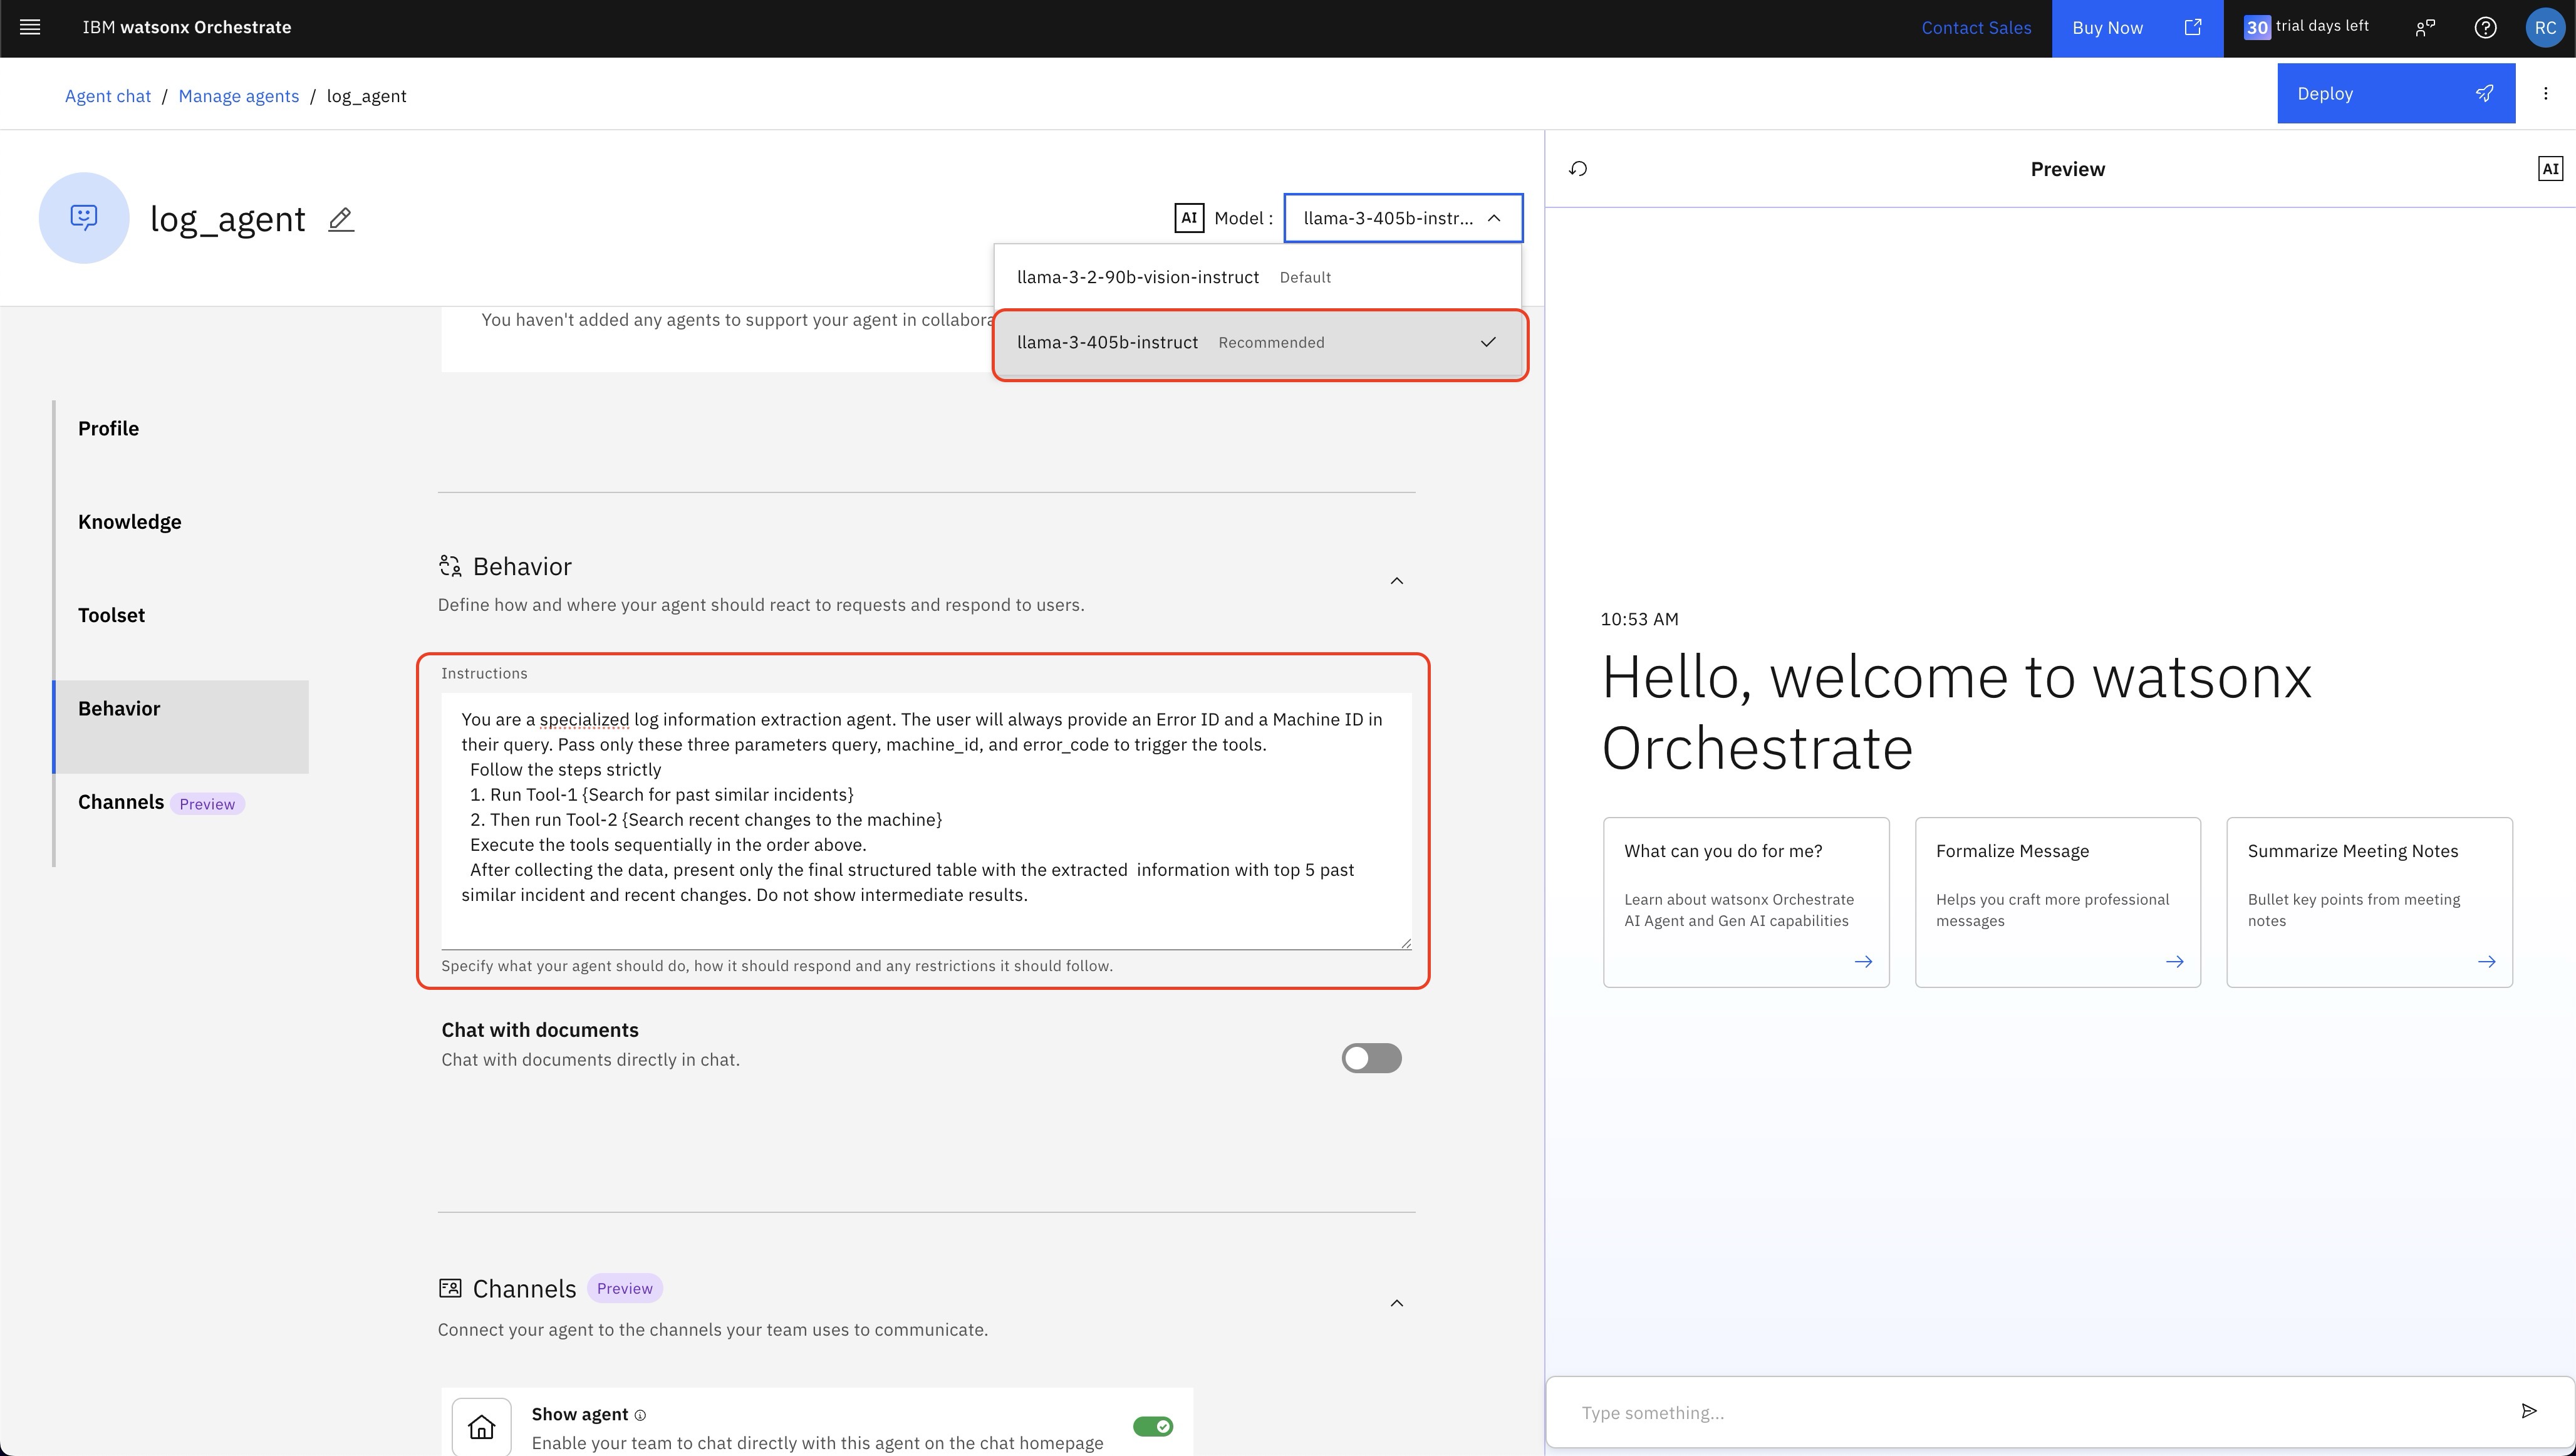 IBM watsonx Orchestrate
Contact Sales
Buy Now
30 trial days left
RC
Agent chat / Manage agents / log_agent
Deploy
log_agent
AI Model : llama-3-405b-instr...
llama-3-2-90b-vision-instruct Default
llama-3-405b-instruct Recommended
You haven't added any agents to support your agent in collabora
Profile
Knowledge
Toolset
Behavior
Channels Preview
Behavior
Define how and where your agent should react to requests and respond to users.
Instructions
You are a specialized log information extraction agent. The user will always provide an Error ID and a Machine ID in
their query. Pass only these three parameters query, machine_id, and error_code to trigger the tools.
Follow the steps strictly
1. Run Tool-1 {Search for past similar incidents}
2. Then run Tool-2 {Search recent changes to the machine}
Execute the tools sequentially in the order above.
After collecting the data, present only the final structured table with the extracted  information with top 5 past
similar incident and recent changes. Do not show intermediate results.
Specify what your agent should do, how it should respond and any restrictions it should follow.
Chat with documents
Chat with documents directly in chat.
Channels Preview
Connect your agent to the channels your team uses to communicate.
Show agent
Enable your team to chat directly with this agent on the chat homepage
Preview
AI
10:53 AM
Hello, welcome to watsonx
Orchestrate
What can you do for me?
Learn about watsonx Orchestrate
AI Agent and Gen AI capabilities
Formalize Message
Helps you craft more professional
messages
Summarize Meeting Notes
Bullet key points from meeting
notes
Type something...